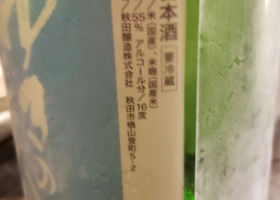 本酒
要冷蔵
／米(国産)、米麹(国産米)
／55% アルコール分／16度
秋田醸造株式会社 秋田市楢山登町5-2